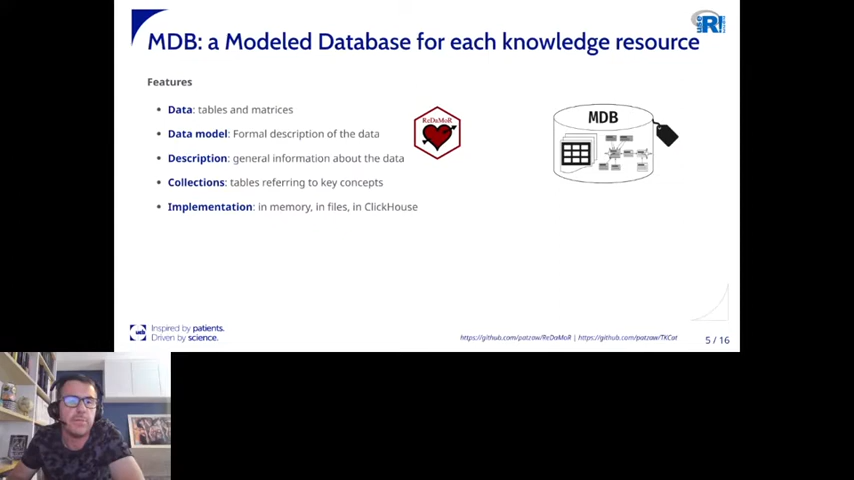 MDB: a Modeled Database for each knowledge resource
useR!
Features
Data: tables and matrices
Data model: Formal description of the data
Description: general information about the data
Collections: tables referring to key concepts
Implementation: in memory, in files, in ClickHouse
ReDaMoR
MDB
ucb
Inspired by patients.
Driven by science.
https://github.com/patzaw/ReDaMoR | https://github.com/patzaw/TKCat
5 / 16